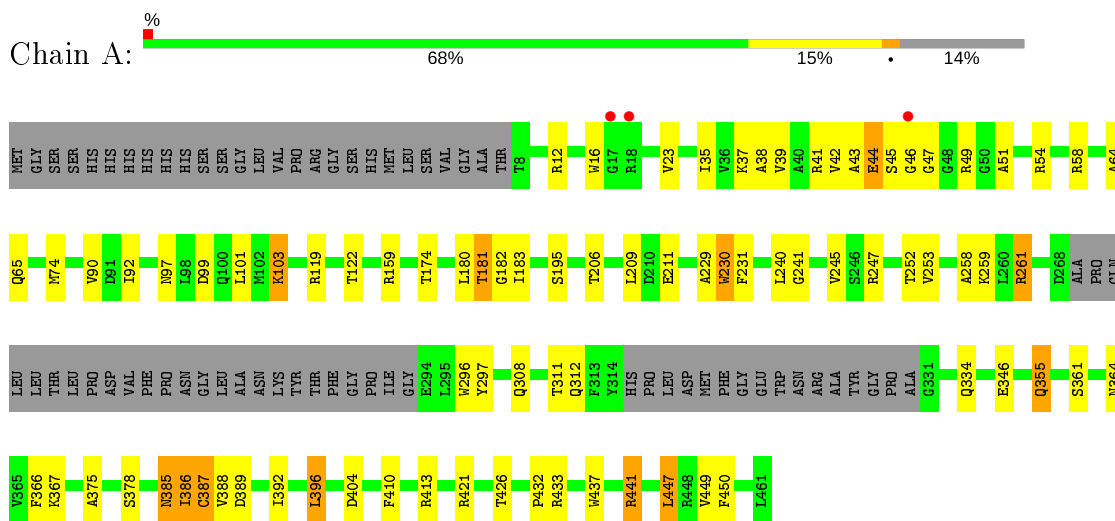 %
Chain A:
68% 15% • 14%
MET GLY SER SER HIS HIS HIS HIS HIS HIS SER SER GLY LEU VAL PRO ARG GLY SER HIS MET LEU SER VAL GLY ALA THR T8 R12 W16 G17 R18 V23 I35 V36 K37 A38 V39 A40 R41 V42 A43 E44 S45 G46 G47 G48 R49 G50 A51 R54 R58 A64
Q65 M74 V90 D91 I92 N97 L98 D99 Q100 L101 M102 K103 R119 T122 R159 T174 L180 T181 G182 I183 S195 T206 L209 D210 E211 A229 W230 F231 L240 G241 V245 S246 R247 T252 V253 A258 K259 L260 R261 D268 ALA PRO GLN
LEU LEU THR LEU PRO ASP VAL PHE PRO ASN GLY LEU ALA ASN LYS TYR THR PHE GLY PRO ILE GLY E294 L295 W296 Y297 Q308 T311 Q312 F313 Y314 HIS PRO LEU ASP MET PHE GLY GLU TRP ASN ARG ALA TYR GLY PRO ALA G331 Q334 E346 Q355 S361 N364
V365 F366 K367 A375 S378 N385 I386 C387 V388 D389 I392 L396 D404 F410 R413 R421 T426 P432 R433 W437 R441 L447 R448 V449 F450 L461